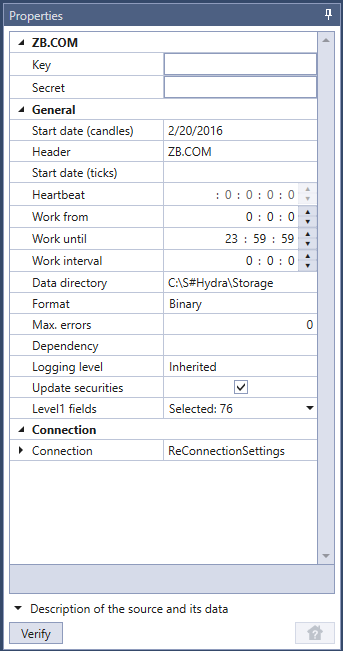 Properties
ZB.COM
Key
Secret
General
Start date (candles) 2/20/2016
Header ZB.COM
Start date (ticks)
Heartbeat : 0 : 0 : 0 : 0
Work from 0 : 0 : 0
Work until 23 : 59 : 59
Work interval 0 : 0 : 0
Data directory C:\S#Hydra\Storage
Format Binary
Max. errors 0
Dependency
Logging level Inherited
Update securities
Level1 fields Selected: 76
Connection
Connection ReConnectionSettings
Description of the source and its data
Verify